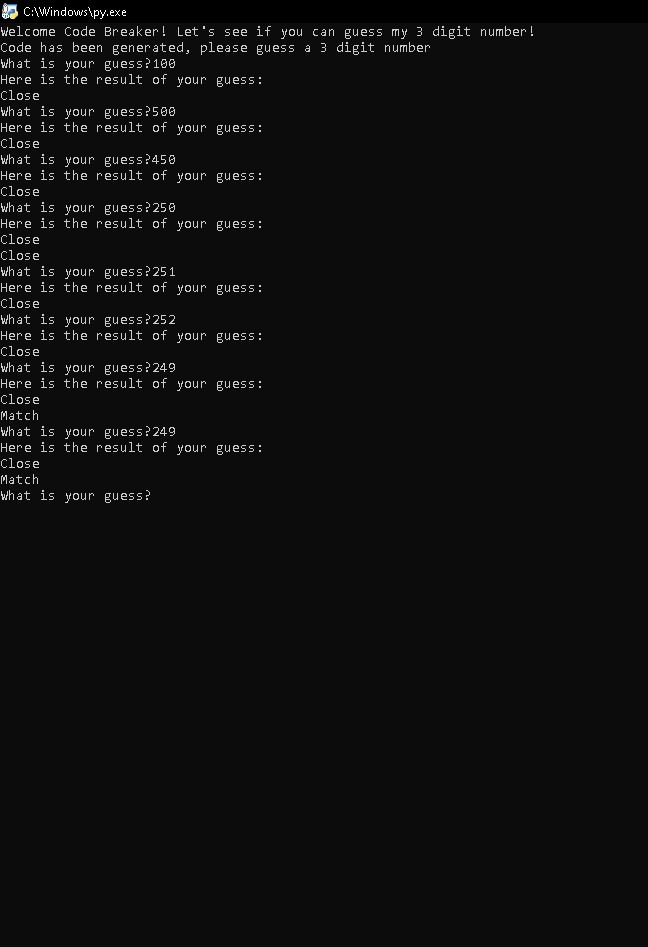 C:\Windows\py.exe
Welcome Code Breaker! Let's see if you can guess my 3 digit number!
Code has been generated, please guess a 3 digit number
What is your guess?100
Here is the result of your guess:
Close
What is your guess?500
Here is the result of your guess:
Close
What is your guess?450
Here is the result of your guess:
Close
What is your guess?250
Here is the result of your guess:
Close
Close
What is your guess?251
Here is the result of your guess:
Close
What is your guess?252
Here is the result of your guess:
Close
What is your guess?249
Here is the result of your guess:
Close
Match
What is your guess?249
Here is the result of your guess:
Close
Match
What is your guess?